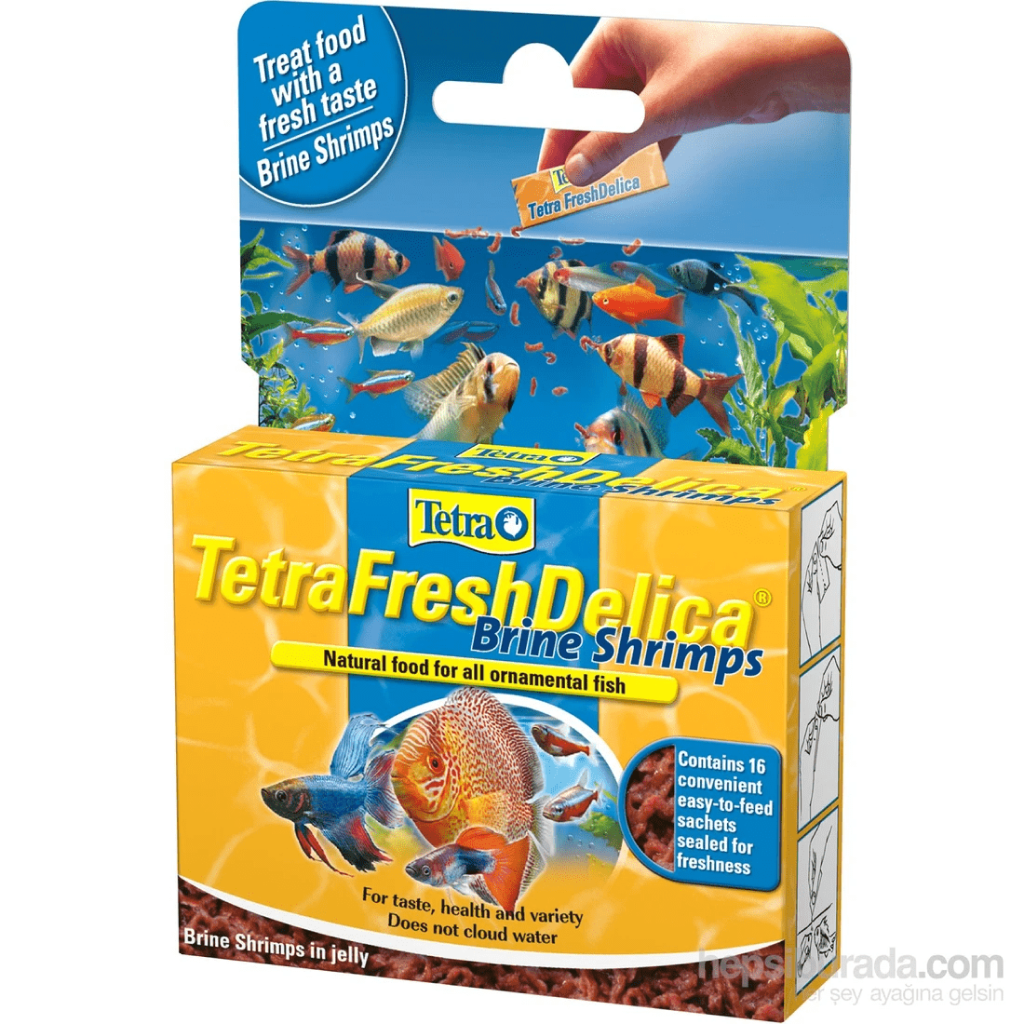 Treat food
with a
fresh taste
Brine Shrimps
Tetra FreshDelica
Tetra
TetraFreshDelica
Brine Shrimps
Tetra
TetraFreshDelica®
Brine Shrimps
Natural food for all ornamental fish
Contains 16
convenient
easy-to-feed
sachets
sealed for
freshness
For taste, health and variety
Does not cloud water
Brine Shrimps in jelly
hepsiburada.com
her şey ayağına gelsin